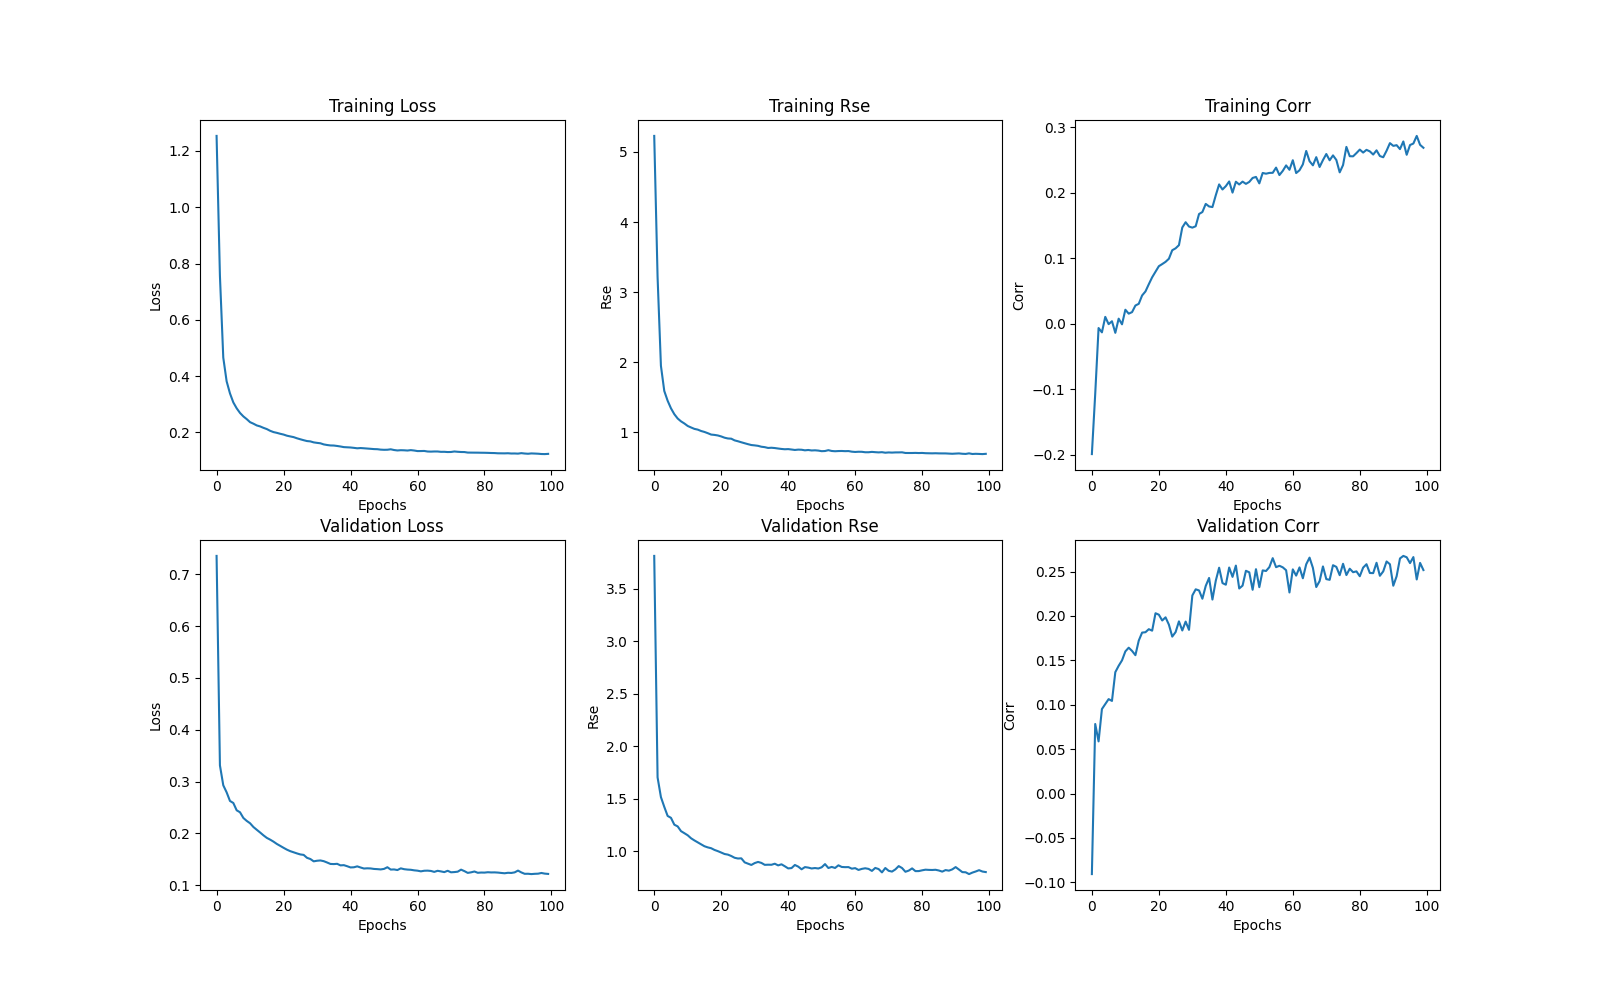 Training Loss
Loss
1.2
1.0
0.8
0.6
0.4
0.2
0 20 40 60 80 100
Epochs
Training Rse
Rse
5
4
3
2
1
0 20 40 60 80 100
Epochs
Training Corr
Corr
0.3
0.2
0.1
0.0
−0.1
−0.2
0 20 40 60 80 100
Epochs
Validation Loss
Loss
0.7
0.6
0.5
0.4
0.3
0.2
0.1
0 20 40 60 80 100
Epochs
Validation Rse
Rse
3.5
3.0
2.5
2.0
1.5
1.0
0 20 40 60 80 100
Epochs
Validation Corr
Corr
0.25
0.20
0.15
0.10
0.05
0.00
−0.05
−0.10
0 20 40 60 80 100
Epochs